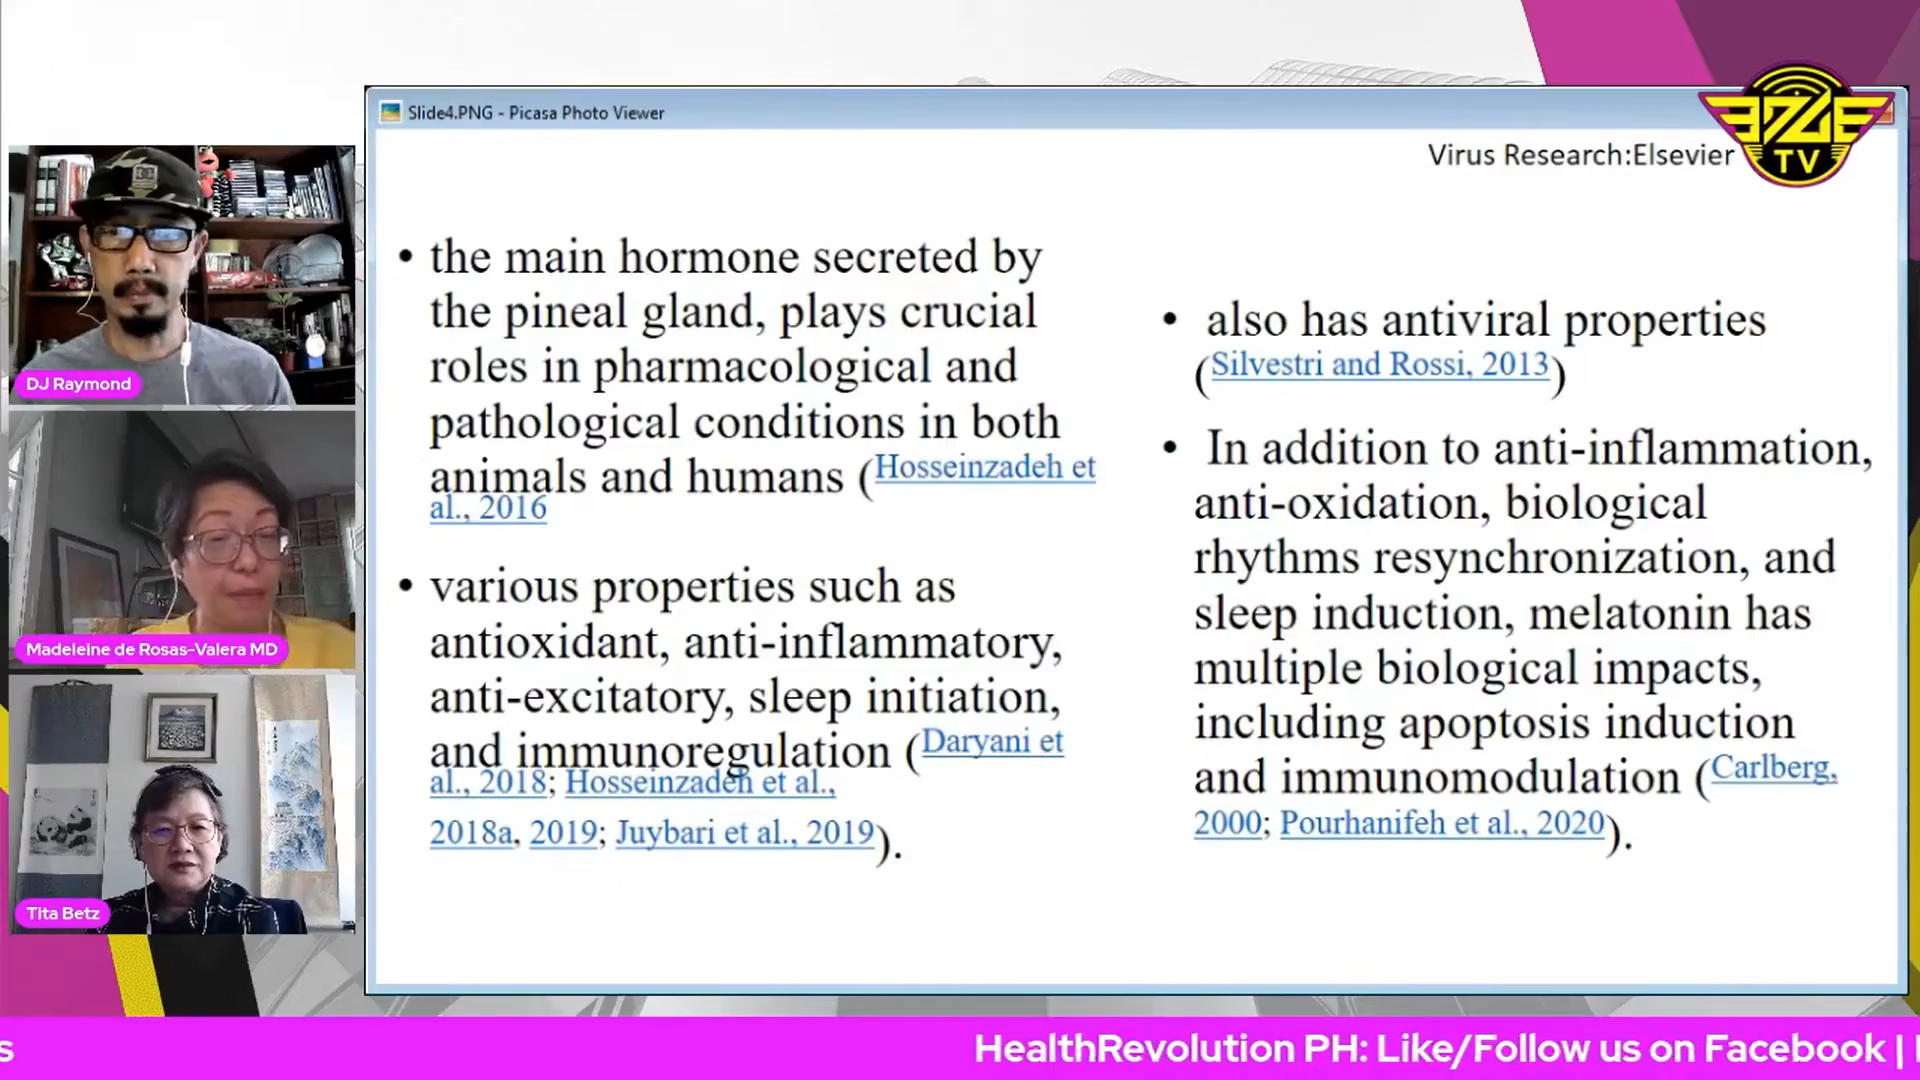 Slide4.PNG - Picasa Photo Viewer
Virus Research:Elsevier
TV
• the main hormone secreted by
the pineal gland, plays crucial
roles in pharmacological and
pathological conditions in both
animals and humans (Hosseinzadeh et
al., 2016
• various properties such as
antioxidant, anti-inflammatory,
anti-excitatory, sleep initiation,
and immunoregulation (Daryani et
al., 2018; Hosseinzadeh et al.,
2018a, 2019; Juybari et al., 2019).
• also has antiviral properties
(Silvestri and Rossi, 2013)
• In addition to anti-inflammation,
anti-oxidation, biological
rhythms resynchronization, and
sleep induction, melatonin has
multiple biological impacts,
including apoptosis induction
and immunomodulation (Carlberg,
2000; Pourhanifeh et al., 2020).
DJ Raymond
Madeleine de Rosas-Valera MD
Tita Betz
s HealthRevolution PH: Like/Follow us on Facebook |